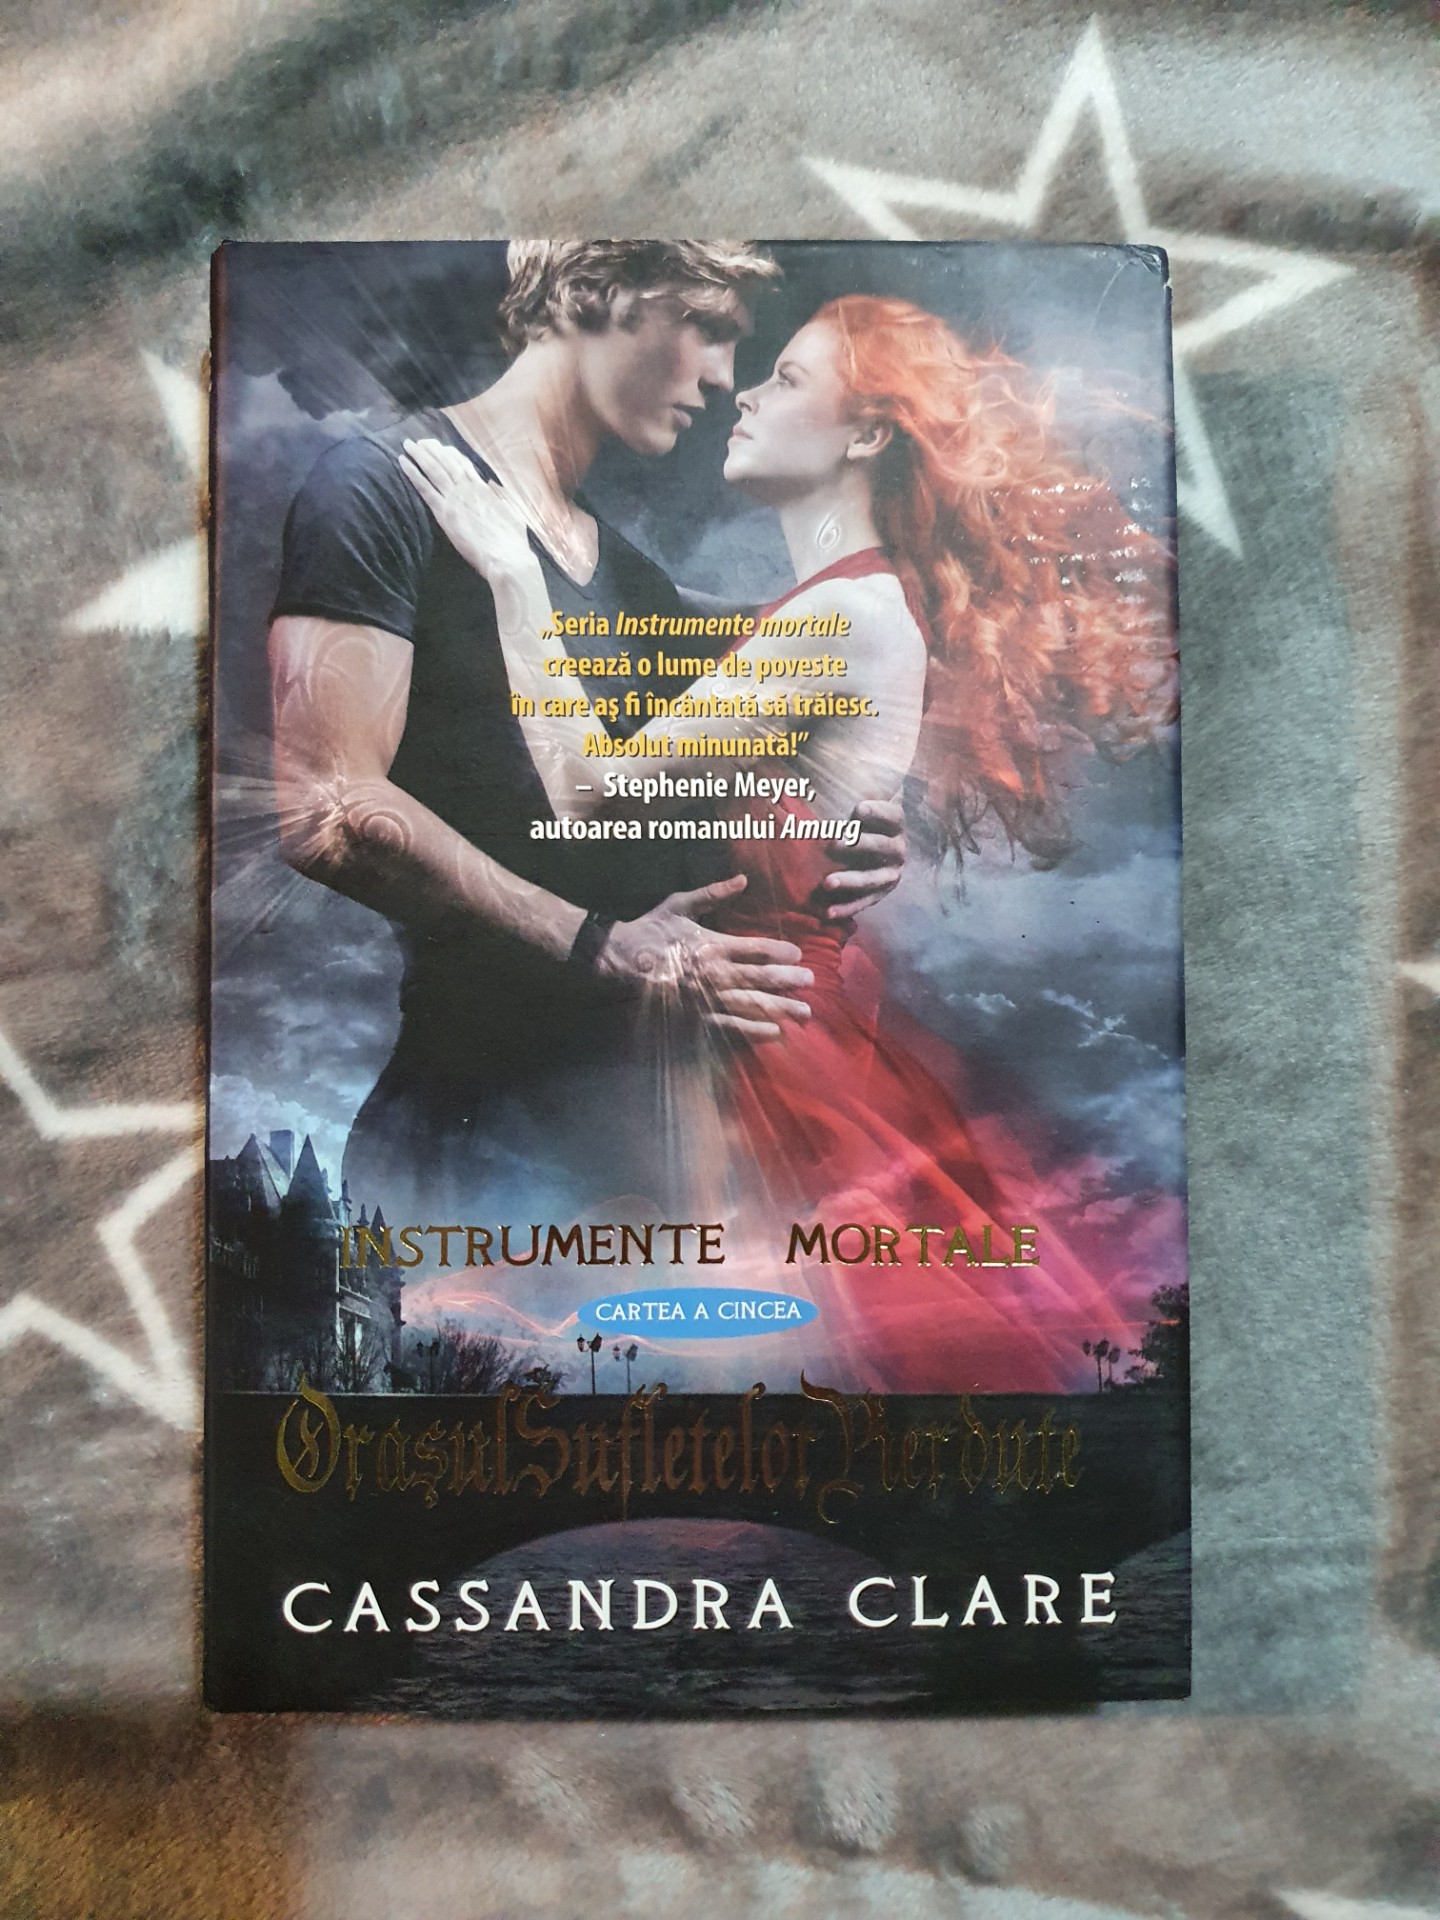 „Seria Instrumente mortale
creează o lume de poveste
în care aş fi încântată să trăiesc.
Absolut minunată!”
– Stephenie Meyer,
autoarea romanului Amurg
INSTRUMENTE MORTALE
CARTEA A CINCEA
Oraşul Sufletelor Pierdute
CASSANDRA CLARE